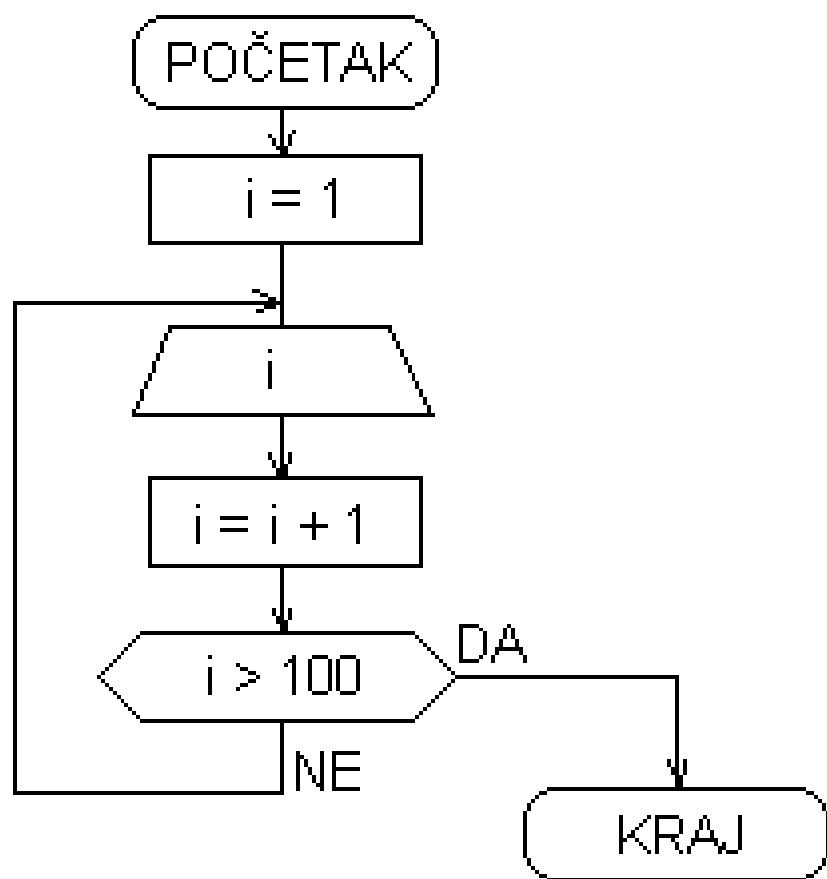 POČETAK
i = 1
i
i = i + 1
i > 100
DA
NE
KRAJ